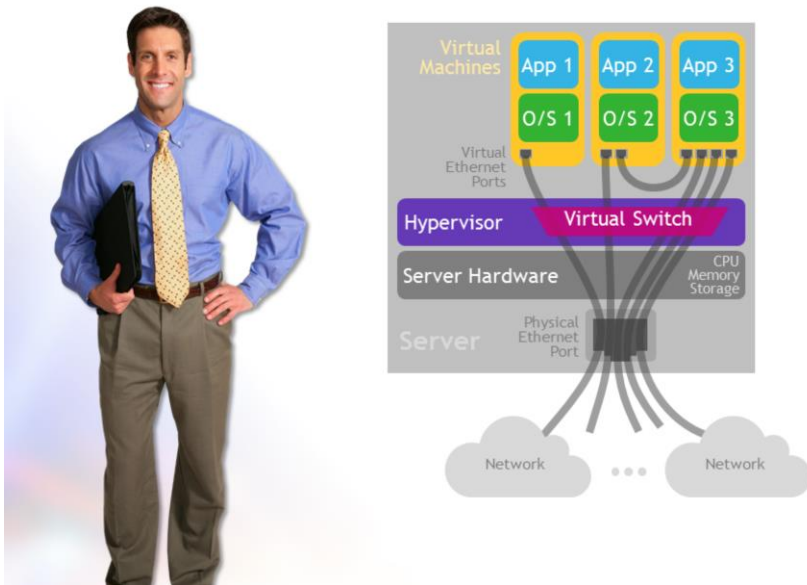 Virtual
Machines
App 1
App 2
App 3
O/S 1
O/S 2
O/S 3
Virtual
Ethernet
Ports
Hypervisor
Virtual Switch
Server Hardware
CPU
Memory
Storage
Server
Physical
Ethernet
Port
Network
Network